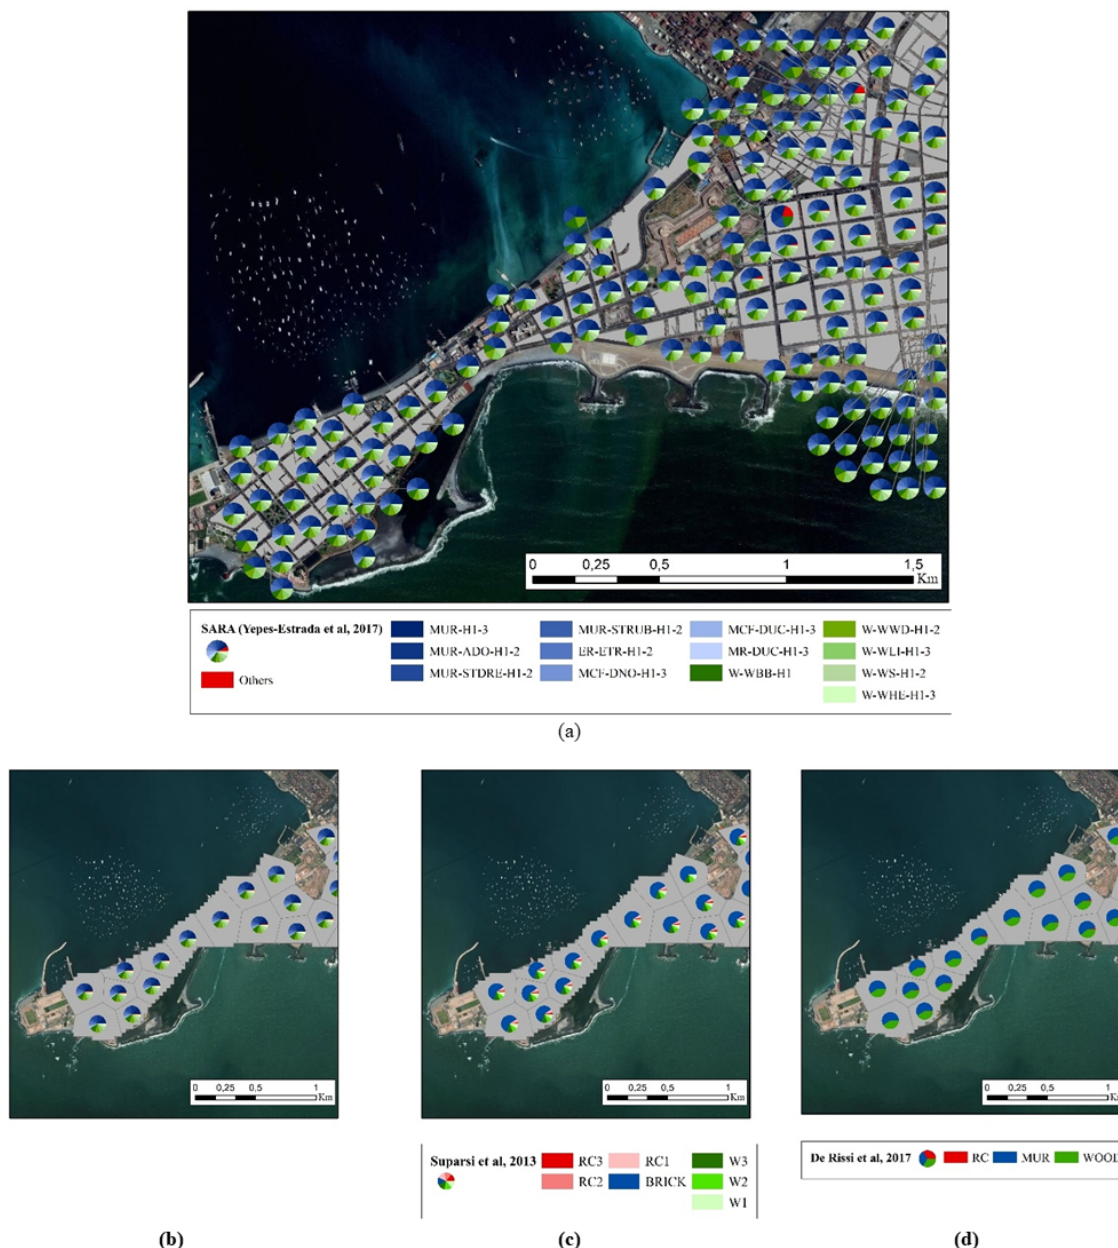 0 0,25 0,5 1 1,5
Km
SARA (Yepes-Estrada et al, 2017)
Others
MUR-H1-3
MUR-ADO-H1-2
MUR-STDRE-H1-2
MUR-STRUB-H1-2
ER-ETR-H1-2
MCF-DNO-H1-3
MCF-DUC-H1-3
MR-DUC-H1-3
W-WBB-H1
W-WWD-H1-2
W-WLI-H1-3
W-WS-H1-2
W-WHE-H1-3
(a)
0 0,25 0,5 1
Km
0 0,25 0,5 1
Km
0 0,25 0,5 1
Km
Suparsi et al, 2013
RC3
RC2
RC1
BRICK
W3
W2
W1
De Rissi et al, 2017
RC
MUR
WOOD
(b) (c) (d)